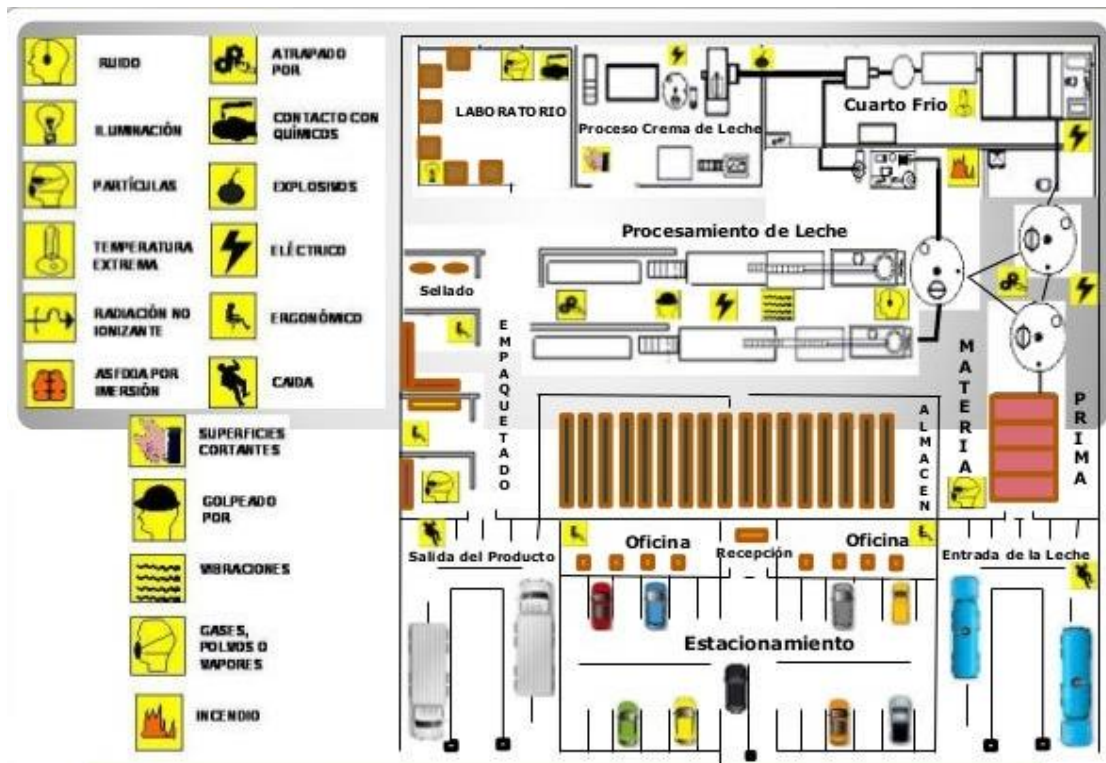 RUIDO
ATRAPADO
POR
ILUMINACIÓN
CONTACTO CON
QUÍMICOS
PARTÍCULAS
EXPLOSIVOS
TEMPERATURA
EXTREMA
ELÉCTRICO
RADIACIÓN NO
IONIZANTE
ERGONÓMICO
ASFIXIA POR
IMERSIÓN
CAIDA
SUPERFICIES
CORTANTES
GOLPEADO
POR
VIBRACIONES
GASES,
POLVOS O
VAPORES
INCENDIO
LABORATORIO
Proceso Crema de Leche
Cuarto Frio
Procesamiento de Leche
Sellado
EMPAQUETADO
ALMACEN
MATERIA
PRIMA
Salida del Producto
Oficina
Recepción
Oficina
Entrada de la Leche
Estacionamiento